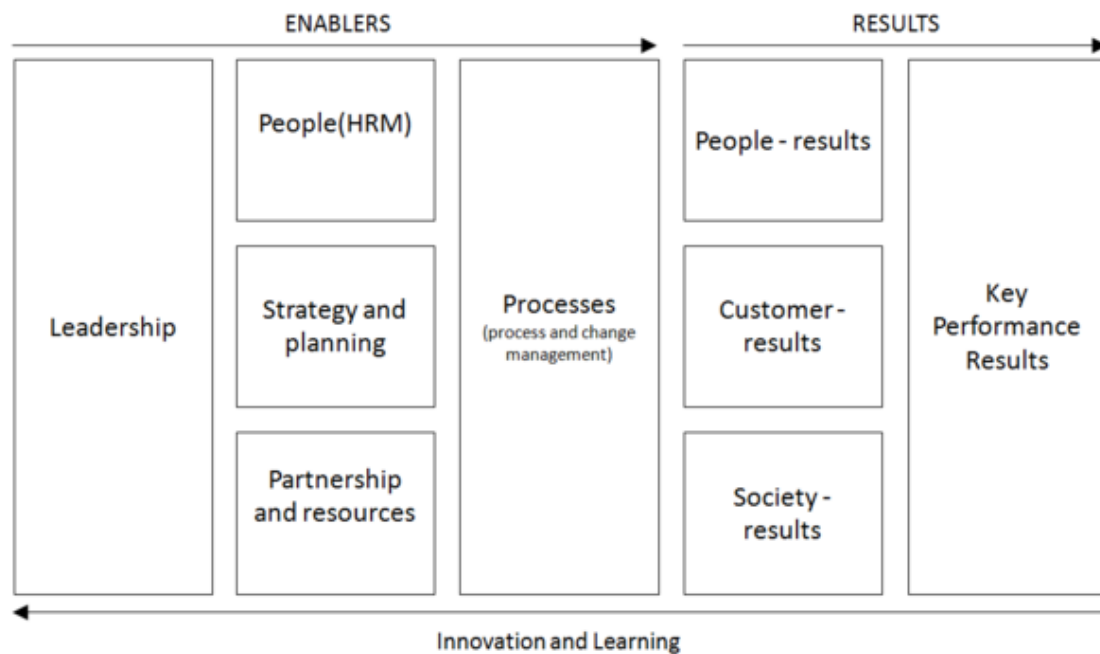 ENABLERS
RESULTS
Leadership
People(HRM)
Strategy and
planning
Partnership
and resources
Processes
(process and change
management)
People - results
Customer -
results
Society -
results
Key
Performance
Results
Innovation and Learning